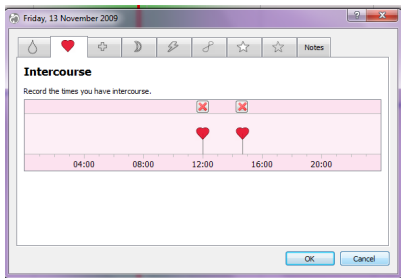 Friday, 13 November 2009
Notes
Intercourse
Record the times you have intercourse.
04:00 08:00 12:00 16:00 20:00
OK Cancel